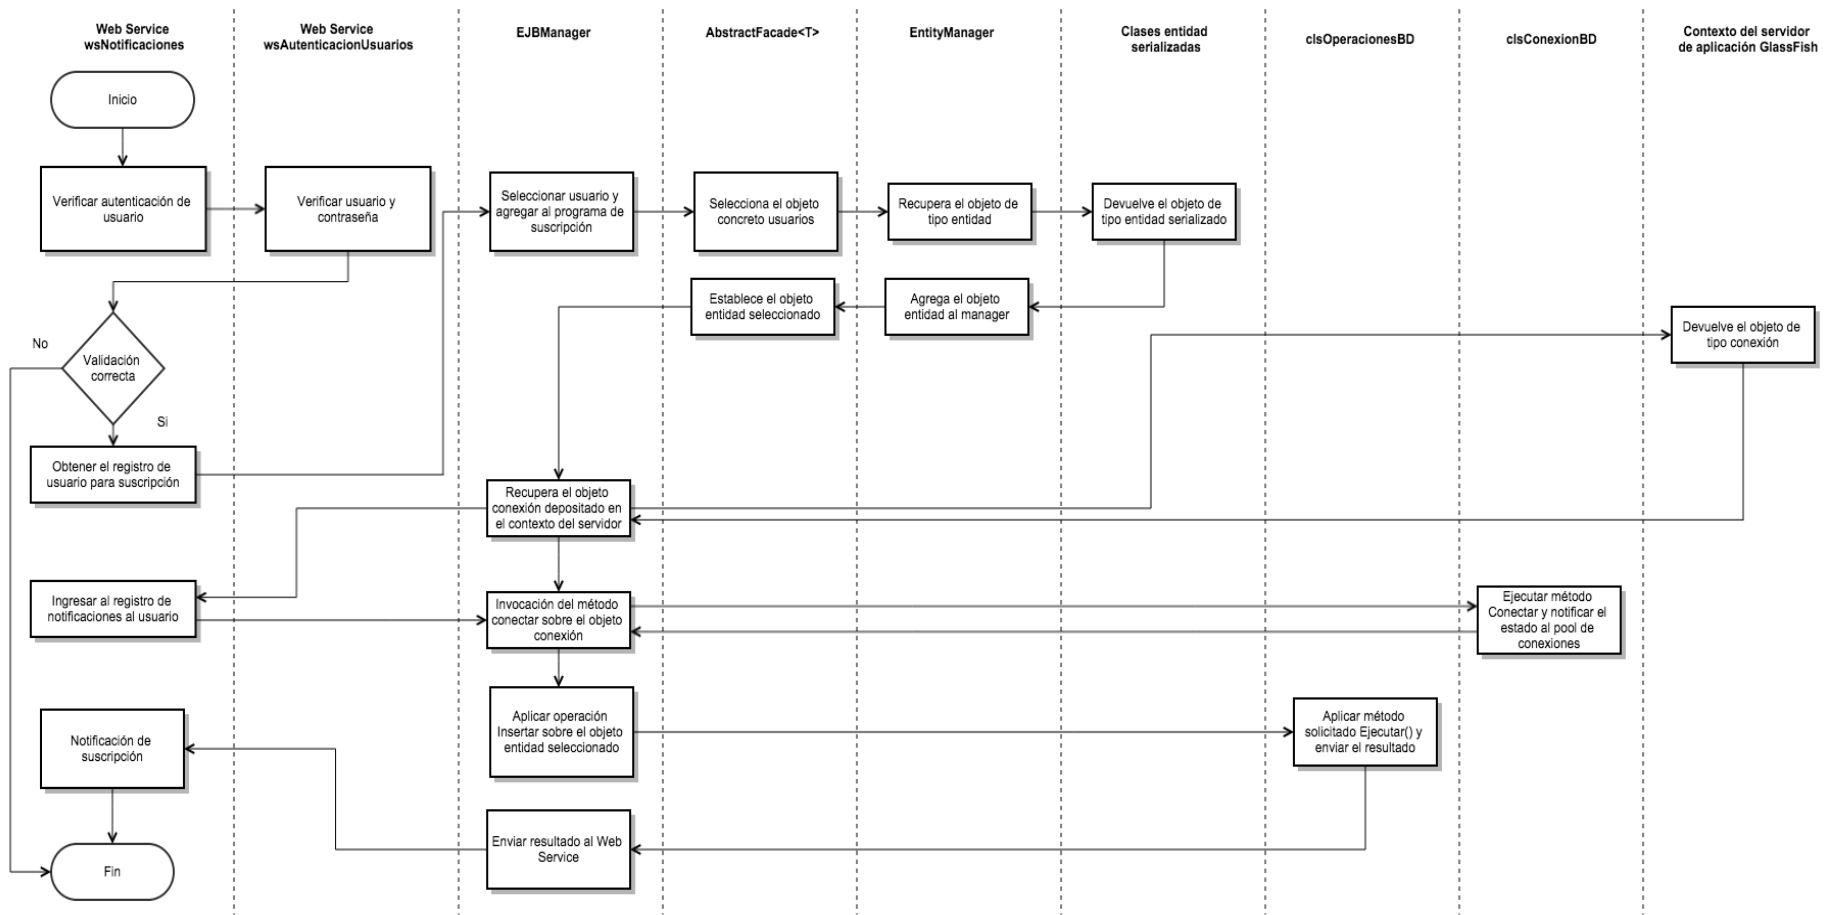 Web Service
wsNotificaciones
Web Service
wsAutenticacionUsuarios
EJBManager
AbstractFacade<T>
EntityManager
Clases entidad
serializadas
clsOperacionesBD
clsConexionBD
Contexto del servidor
de aplicación GlassFish
Inicio
Verificar autenticación de
usuario
Verificar usuario y
contraseña
Seleccionar usuario y
agregar al programa de
suscripción
Selecciona el objeto
concreto usuarios
Recupera el objeto de
tipo entidad
Devuelve el objeto de
tipo entidad serializado
Establece el objeto
entidad seleccionado
Agrega el objeto
entidad al manager
Devuelve el objeto de
tipo conexión
No
Validación
correcta
Si
Obtener el registro de
usuario para suscripción
Recupera el objeto
conexión depositado en
el contexto del servidor
Ingresar al registro de
notificaciones al usuario
Invocación del método
conectar sobre el objeto
conexión
Ejecutar método
Conectar y notificar el
estado al pool de
conexiones
Notificación de
suscripción
Aplicar operación
Insertar sobre el objeto
entidad seleccionado
Aplicar método
solicitado Ejecutar() y
enviar el resultado
Enviar resultado al Web
Service
Fin